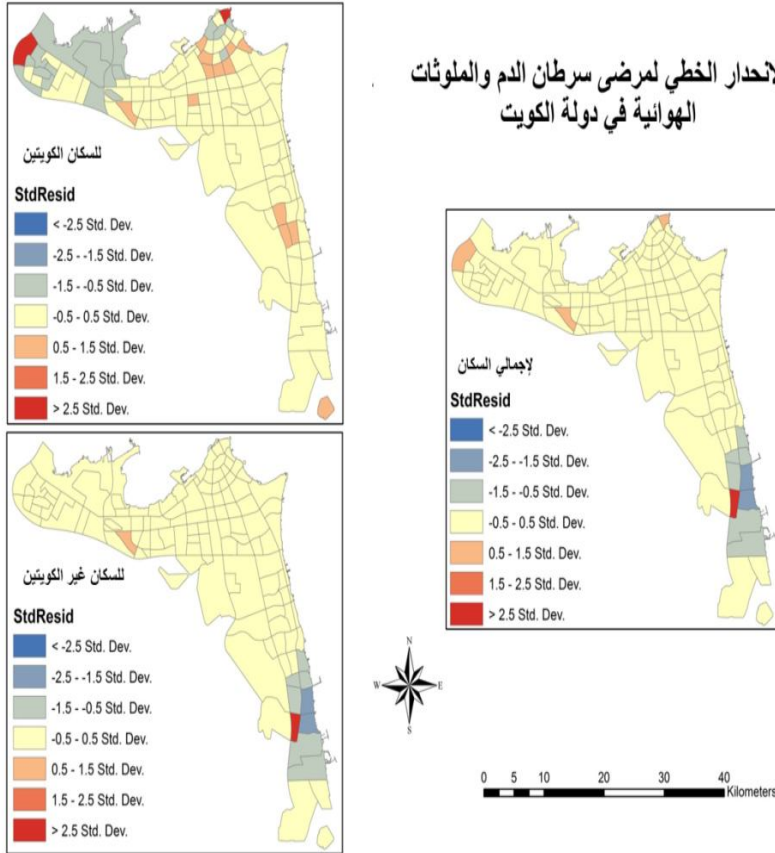 لانحدار الخطي لمرضى سرطان الدم والملوثات
الهوائية في دولة الكويت
للسكان الكويتين
StdResid
< -2.5 Std. Dev.
-2.5 - -1.5 Std. Dev.
-1.5 - -0.5 Std. Dev.
-0.5 - 0.5 Std. Dev.
0.5 - 1.5 Std. Dev.
1.5 - 2.5 Std. Dev.
> 2.5 Std. Dev.
لإجمالي السكان
StdResid
< -2.5 Std. Dev.
-2.5 - -1.5 Std. Dev.
-1.5 - -0.5 Std. Dev.
-0.5 - 0.5 Std. Dev.
0.5 - 1.5 Std. Dev.
1.5 - 2.5 Std. Dev.
> 2.5 Std. Dev.
للسكان غير الكويتين
StdResid
< -2.5 Std. Dev.
-2.5 - -1.5 Std. Dev.
-1.5 - -0.5 Std. Dev.
-0.5 - 0.5 Std. Dev.
0.5 - 1.5 Std. Dev.
1.5 - 2.5 Std. Dev.
> 2.5 Std. Dev.
N
W E
S
0 5 10 20 30 40
Kilometers